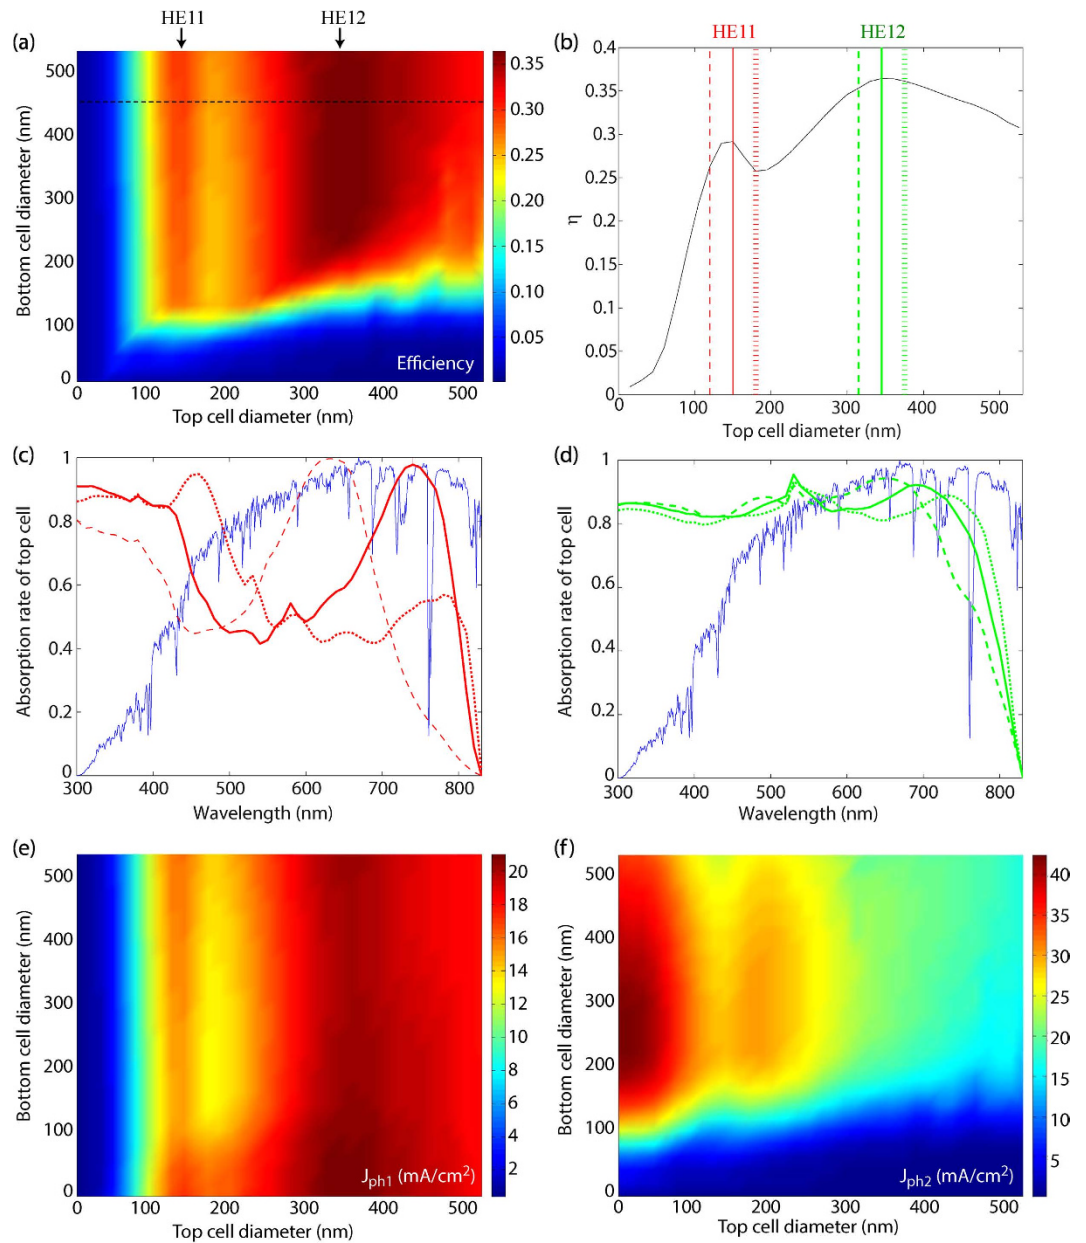 HE11 HE12
(a)
500
400
300
200
100
0
Bottom cell diameter (nm)
Efficiency
0 100 200 300 400 500
Top cell diameter (nm)
0.35
0.30
0.25
0.20
0.15
0.10
0.05
(b)
HE11 HE12
0.4
0.35
0.3
0.25
0.2
0.15
0.1
0.05
0
η
0 100 200 300 400 500
Top cell diameter (nm)
(c)
1
0.8
0.6
0.4
0.2
0
Absorption rate of top cell
300 400 500 600 700 800
Wavelength (nm)
(d)
1
0.8
0.6
0.4
0.2
0
Absorption rate of top cell
300 400 500 600 700 800
Wavelength (nm)
(e)
500
400
300
200
100
0
Bottom cell diameter (nm)
Jph1 (mA/cm²)
0 100 200 300 400 500
Top cell diameter (nm)
20
18
16
14
12
10
8
6
4
2
(f)
500
400
300
200
100
0
Bottom cell diameter (nm)
Jph2 (mA/cm²)
0 100 200 300 400 500
Top cell diameter (nm)
40
35
30
25
20
15
10
5